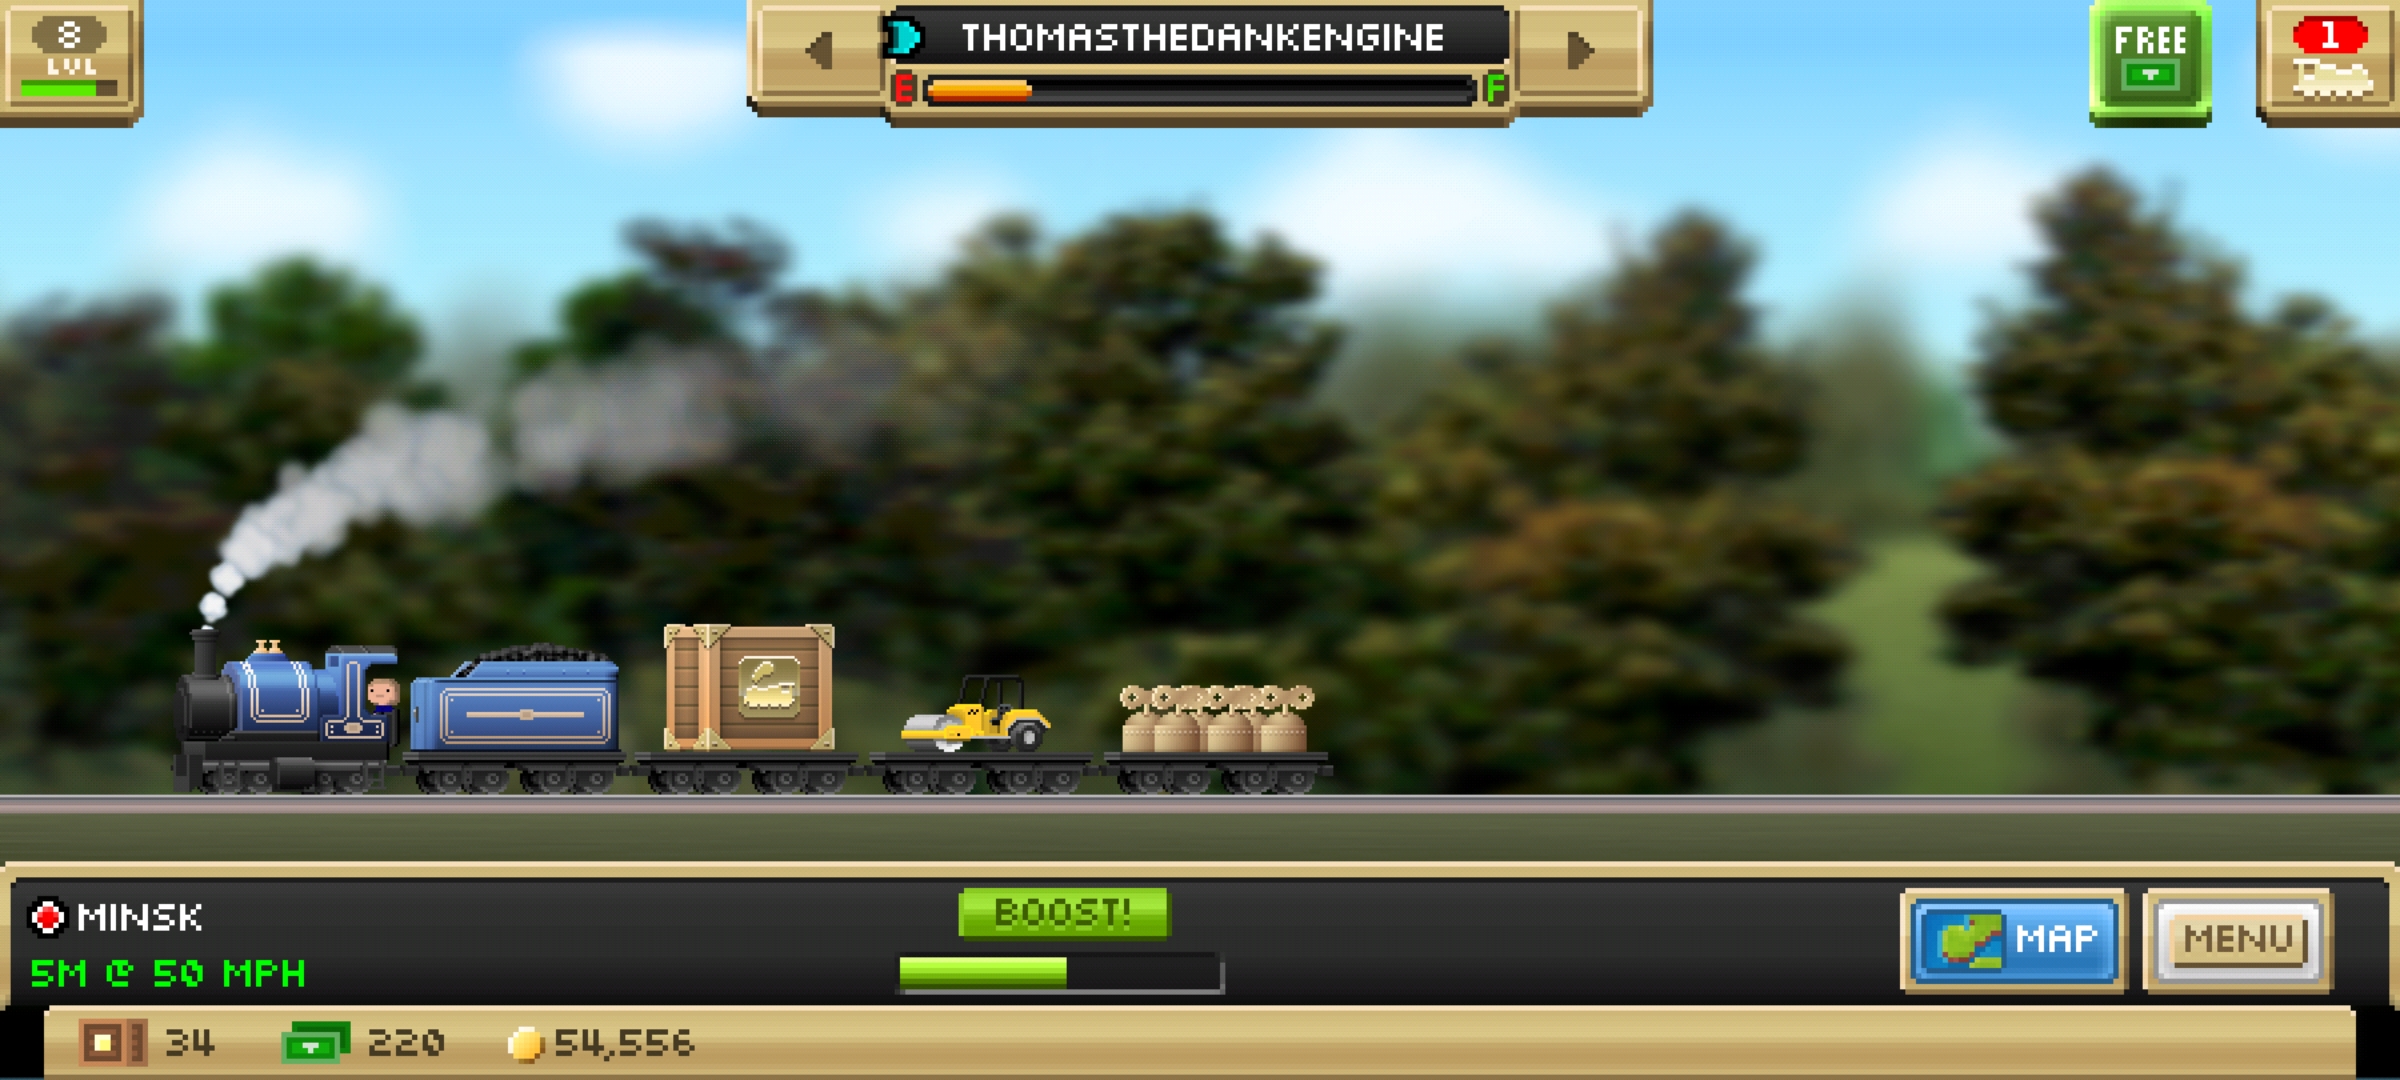 8
LVL
THOMASTHEDANKENGINE
E F
FREE
1
MINSK
5M @ 50 MPH
BOOST!
MAP
MENU
34
220
54,556